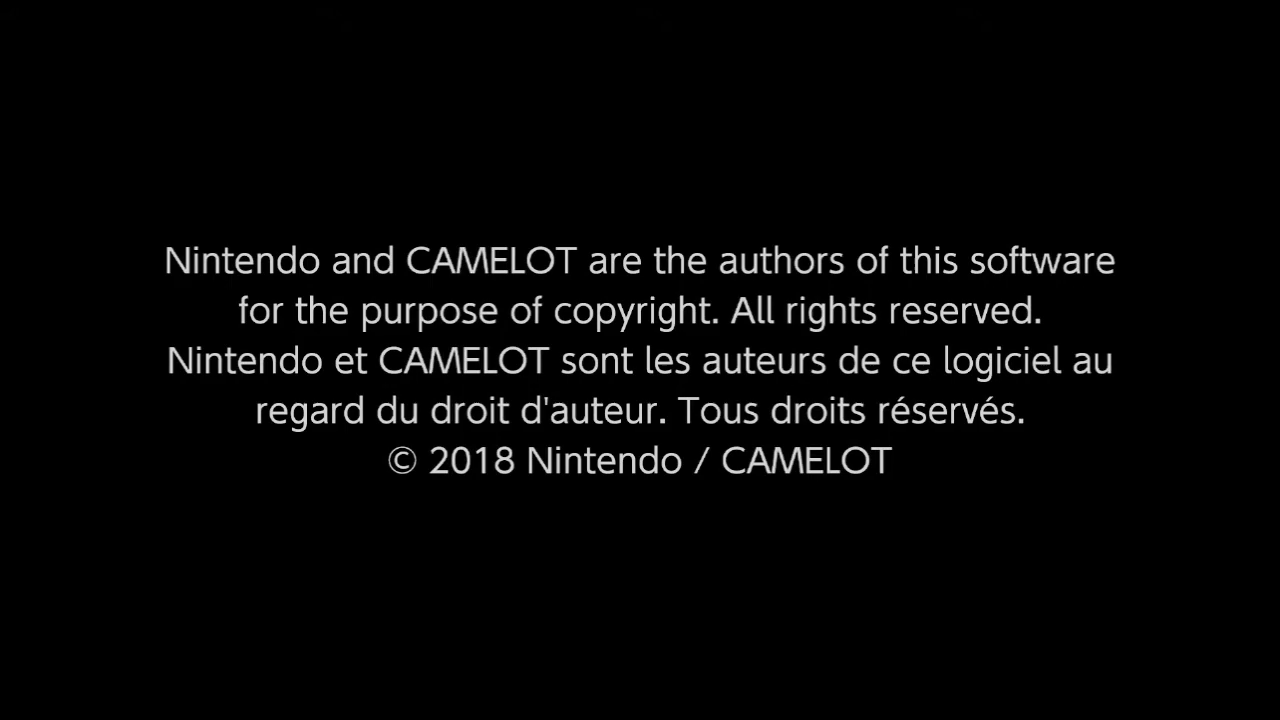 Nintendo and CAMELOT are the authors of this software
for the purpose of copyright. All rights reserved.
Nintendo et CAMELOT sont les auteurs de ce logiciel au
regard du droit d'auteur. Tous droits réservés.
© 2018 Nintendo / CAMELOT